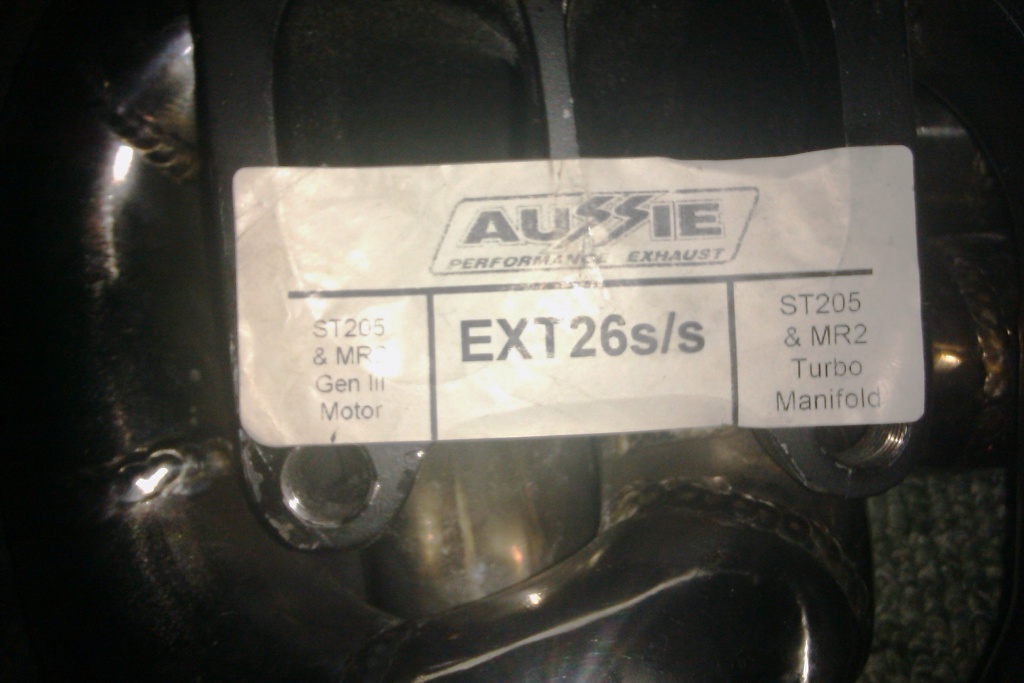 AUSSIE
PERFORMANCE EXHAUST
ST205
& MR2
Gen III
Motor
EXT26s/s
ST205
& MR2
Turbo
Manifold